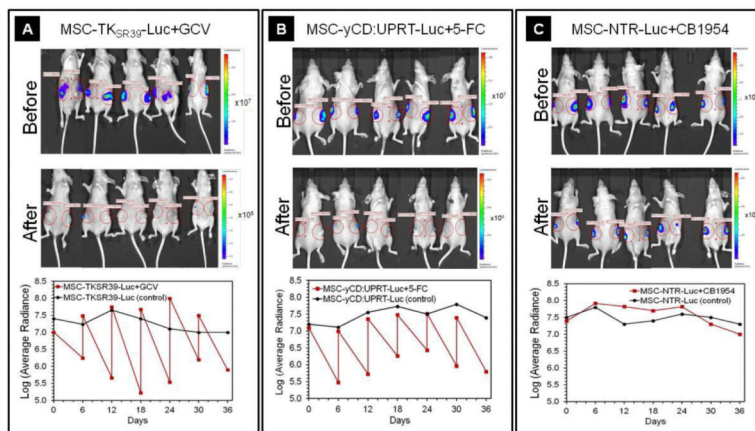 A MSC-TKSR39-Luc+GCV
Before
x10⁷
After
Log (Average Radiance)
8.5
8.0
7.5
7.0
6.5
6.0
5.5
5.0
MSC-TKSR39-Luc+GCV
MSC-TKSR39-Luc (control)
0 6 12 18 24 30 36
Days
B MSC-yCD:UPRT-Luc+5-FC
Before
x10⁷
After
Log (Average Radiance)
8.5
8.0
7.5
7.0
6.5
6.0
5.5
5.0
MSC-yCD:UPRT-Luc+5-FC
MSC-yCD:UPRT-Luc (control)
0 6 12 18 24 30 36
Days
C MSC-NTR-Luc+CB1954
Before
x10⁷
After
Log (Average Radiance)
8.5
8.0
7.5
7.0
6.5
6.0
5.5
5.0
MSC-NTR-Luc+CB1954
MSC-NTR-Luc (control)
0 6 12 18 24 30 36
Days